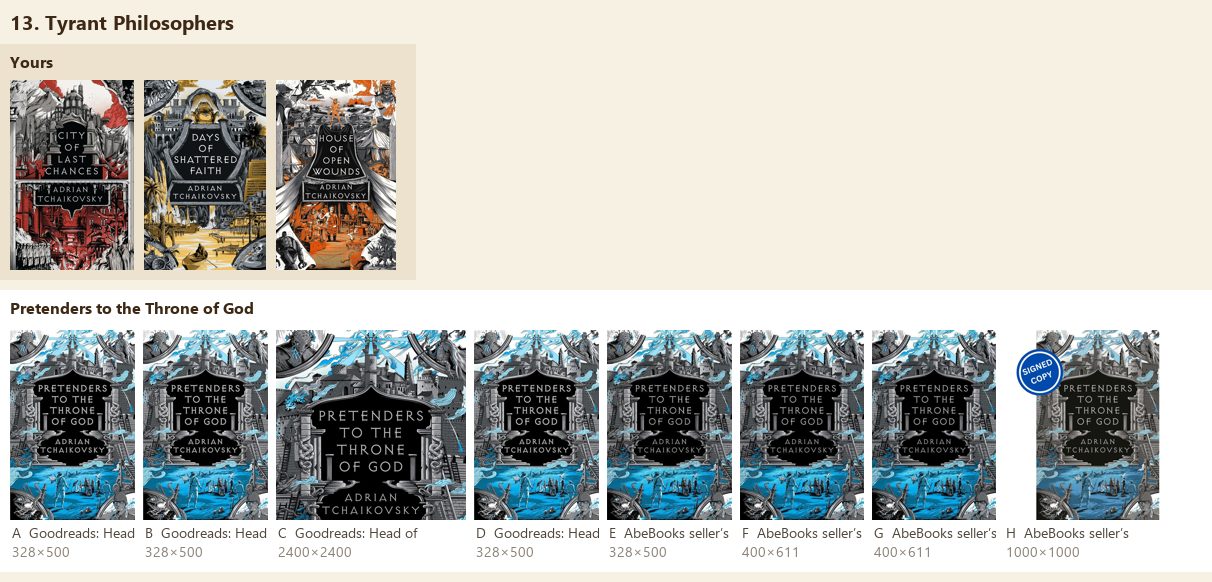 13. Tyrant Philosophers
Yours
CITY
OF
LAST
CHANCES
ADRIAN
TCHAIKOVSKY
DAYS
OF
SHATTERED
FAITH
ADRIAN
TCHAIKOVSKY
HOUSE
OF
OPEN
WOUNDS
ADRIAN
TCHAIKOVSKY
Pretenders to the Throne of God
PRETENDERS
TO THE
THRONE
OF GOD
ADRIAN
TCHAIKOVSKY
PRETENDERS
TO THE
THRONE
OF GOD
ADRIAN
TCHAIKOVSKY
PRETENDERS
TO THE
THRONE
OF GOD
ADRIAN
TCHAIKOVSKY
PRETENDERS
TO THE
THRONE
OF GOD
ADRIAN
TCHAIKOVSKY
PRETENDERS
TO THE
THRONE
OF GOD
ADRIAN
TCHAIKOVSKY
PRETENDERS
TO THE
THRONE
OF GOD
ADRIAN
TCHAIKOVSKY
PRETENDERS
TO THE
THRONE
OF GOD
ADRIAN
TCHAIKOVSKY
SIGNED
COPY
PRETENDERS
TO THE
THRONE
OF GOD
ADRIAN
TCHAIKOVSKY
A Goodreads: Head
328×500
B Goodreads: Head
328×500
C Goodreads: Head of
2400×2400
D Goodreads: Head
328×500
E AbeBooks seller’s
328×500
F AbeBooks seller’s
400×611
G AbeBooks seller’s
400×611
H AbeBooks seller’s
1000×1000